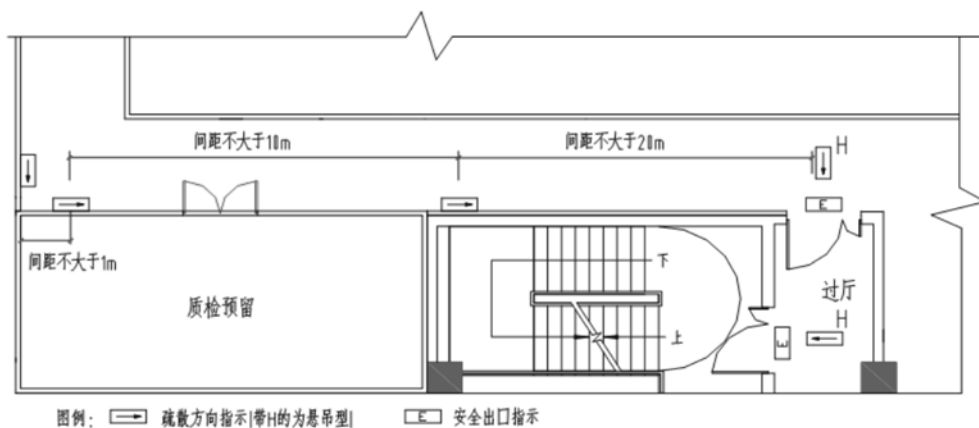 间距不大于10m
间距不大于20m
H
E
间距不大于1m
下
质检预留
过厅
H
上
E
图例： 疏散方向指示|带H的为悬吊型| E 安全出口指示